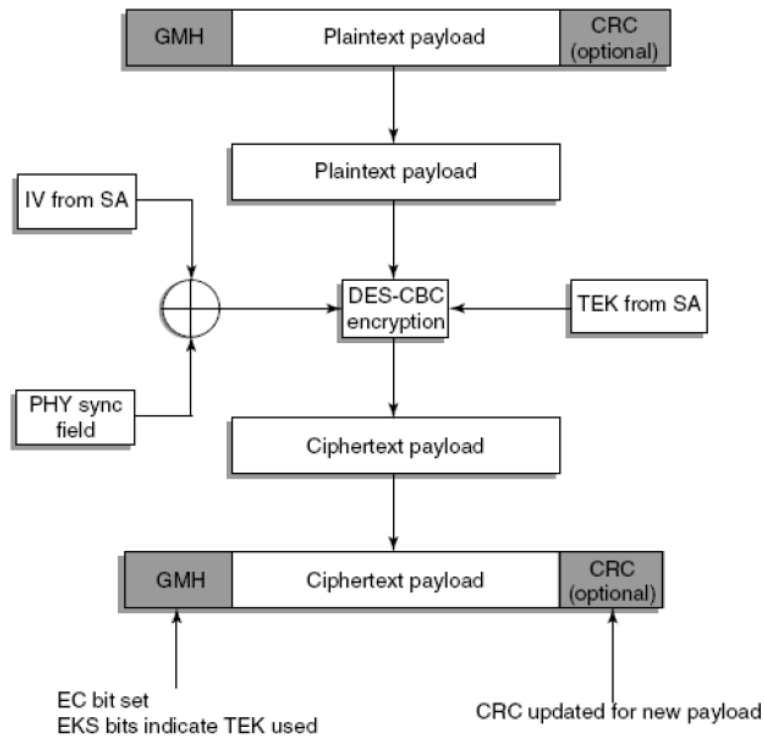 GMH
Plaintext payload
CRC
(optional)
Plaintext payload
IV from SA
DES-CBC
encryption
TEK from SA
PHY sync
field
Ciphertext payload
GMH
Ciphertext payload
CRC
(optional)
EC bit set
EKS bits indicate TEK used
CRC updated for new payload